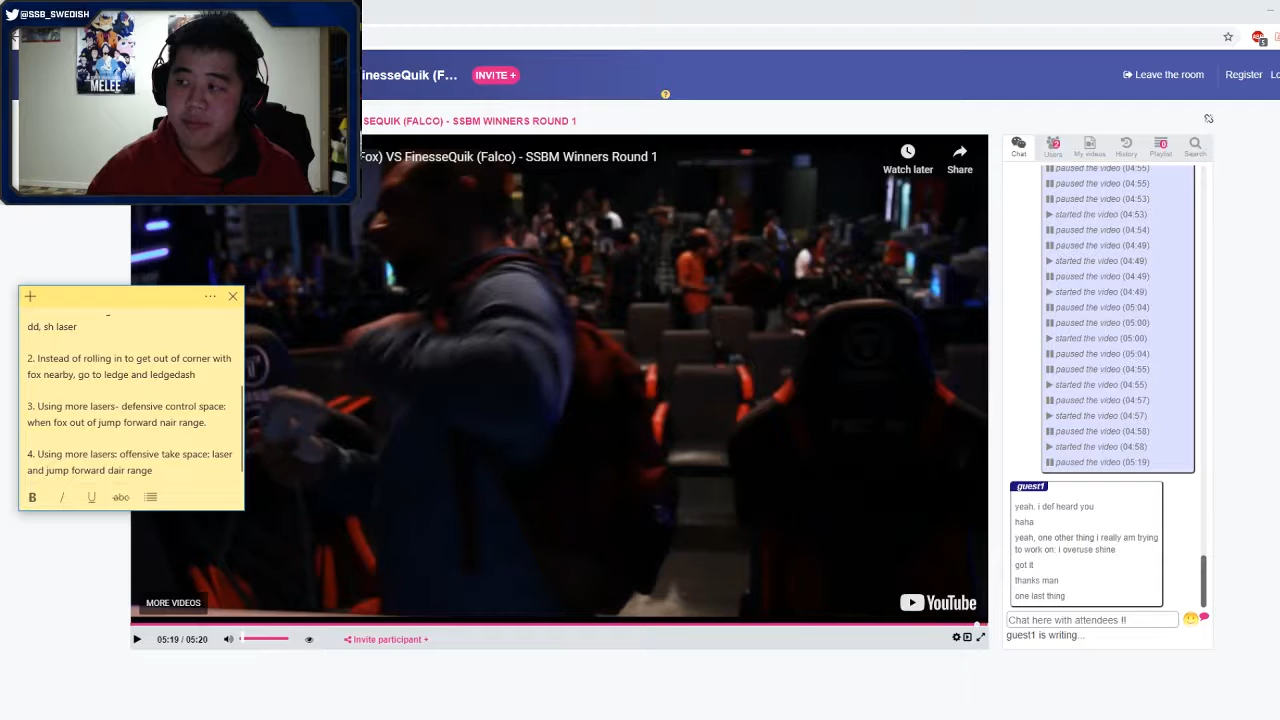 @SSB_SWEDISH
MELEE
inesseQuik (F...
INVITE +
Leave the room
Register
Lo
SEQUIK (FALCO) - SSBM WINNERS ROUND 1
Fox) VS FinesseQuik (Falco) - SSBM Winners Round 1
Watch later
Share
Chat
Users
My videos
History
Playlist
Search
paused the video (04:55)
paused the video (04:55)
paused the video (04:53)
started the video (04:53)
paused the video (04:54)
paused the video (04:49)
started the video (04:49)
paused the video (04:49)
started the video (04:49)
paused the video (05:04)
paused the video (05:00)
started the video (05:00)
paused the video (05:04)
paused the video (04:55)
started the video (04:55)
paused the video (04:57)
started the video (04:57)
paused the video (04:58)
started the video (04:58)
paused the video (05:19)
guest1
yeah. i def heard you
haha
yeah, one other thing i really am trying
to work on: i overuse shine
got it
thanks man
one last thing
Chat here with attendees !!
guest1 is writing...
dd, sh laser
2. Instead of rolling in to get out of corner with
fox nearby, go to ledge and ledgedash
3. Using more lasers- defensive control space:
when fox out of jump forward nair range.
4. Using more lasers: offensive take space: laser
and jump forward dair range
B / U abc
MORE VIDEOS
YouTube
05:19 / 05:20
Invite participant +